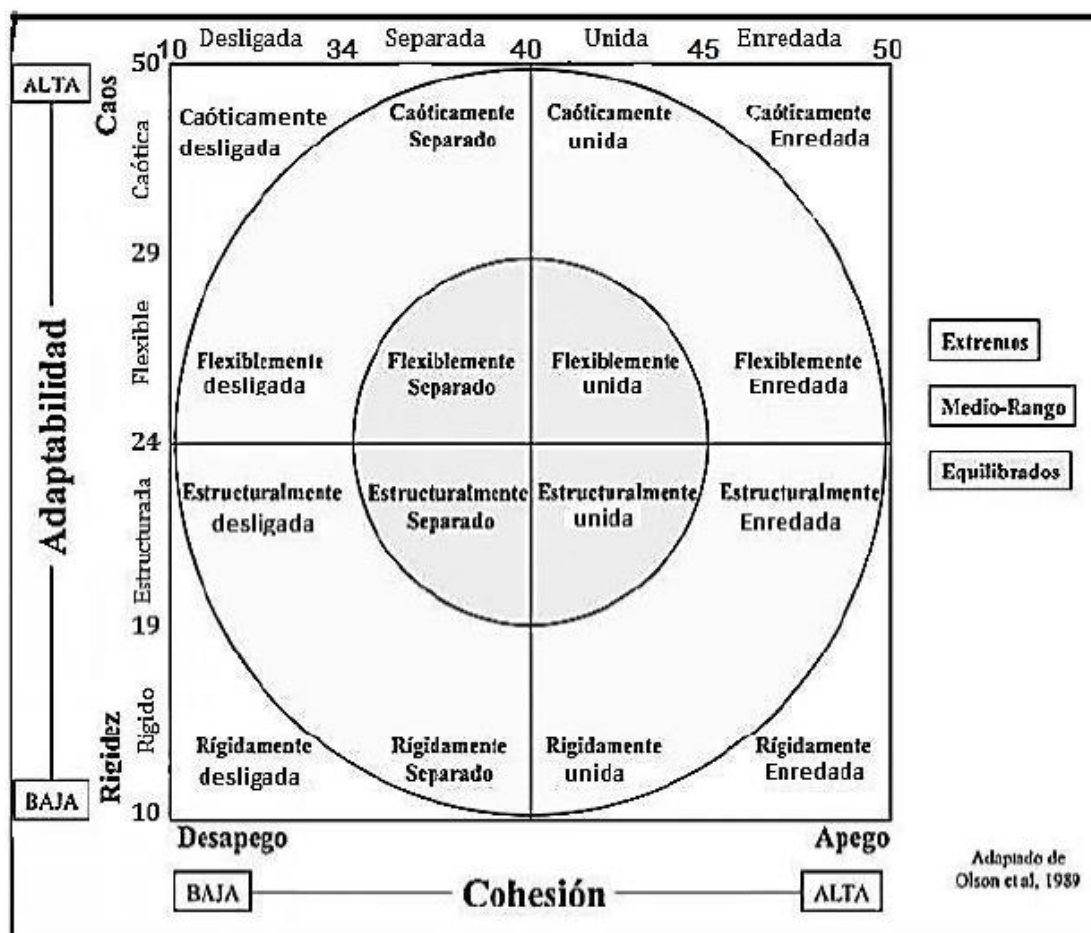 10 Desligada 34 Separada 40 Unida 45 Enredada 50
50
ALTA
Caos
Caótica
Caóticamente desligada
Caóticamente Separado
Caóticamente unida
Caóticamente Enredada
29
Flexible
Flexiblemente desligada
Flexiblemente Separado
Flexiblemente unida
Flexiblemente Enredada
Adaptabilidad
24
Estructurada
Estructuralmente desligada
Estructuralmente Separado
Estructuralmente unida
Estructuralmente Enredada
19
Rigidez
Rígido
Rígidamente desligada
Rígidamente Separado
Rigidamente unida
Rígidamente Enredada
BAJA
10
Extremos
Medio-Rango
Equilibrados
Desapego
Apego
BAJA
Cohesión
ALTA
Adaptado de
Olson et al, 1989